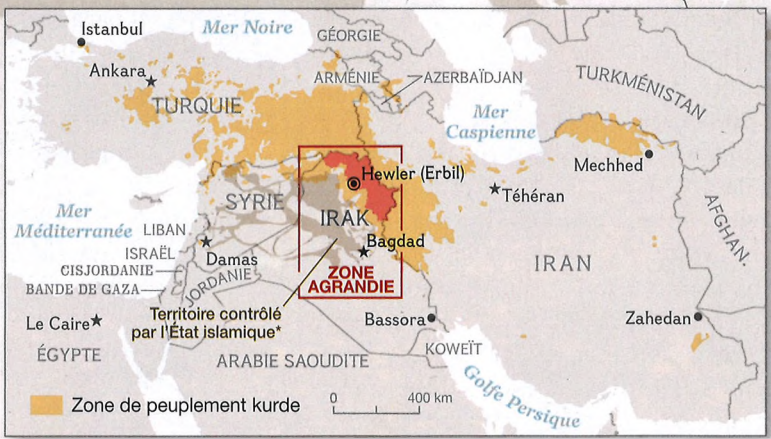 Istanbul
Mer Noire
GÉORGIE
Ankara
ARMÉNIE
AZERBAÏDJAN
TURKMÉNISTAN
TURQUIE
Mer
Caspienne
Mechhed
Hewler (Erbil)
Téhéran
SYRIE
IRAK
Mer
Méditerranée
LIBAN
Bagdad
AFGHAN.
ISRAËL
Damas
CISJORDANIE
JORDANIE
BANDE DE GAZA
ZONE
AGRANDIE
IRAN
Territoire contrôlé
par l'État islamique*
Le Caire
Bassora
Zahedan
ÉGYPTE
ARABIE SAOUDITE
KOWEÏT
Golfe Persique
Zone de peuplement kurde
0
400 km